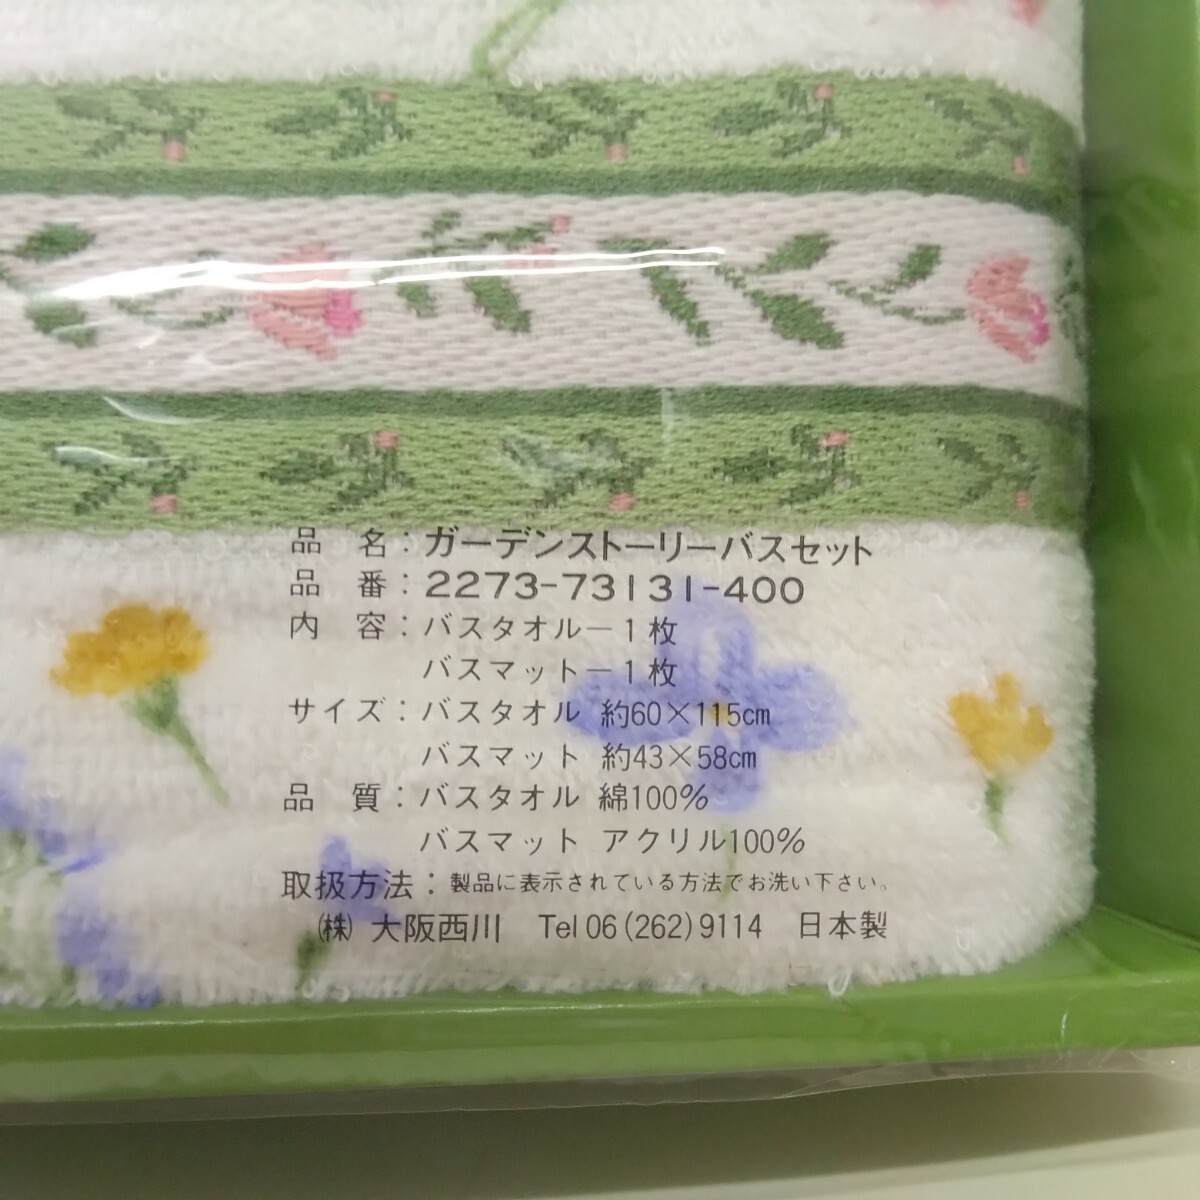 品　名：ガーデンストーリーバスセット
品　番：2273-73131-400
内　容：バスタオル－1枚
バスマット－1枚
サイズ：バスタオル 約60×115㎝
バスマット 約43×58㎝
品　質：バスタオル 綿100%
バスマット アクリル100%
取扱方法：製品に表示されている方法でお洗い下さい。
㈱ 大阪西川　Tel 06(262)9114　日本製